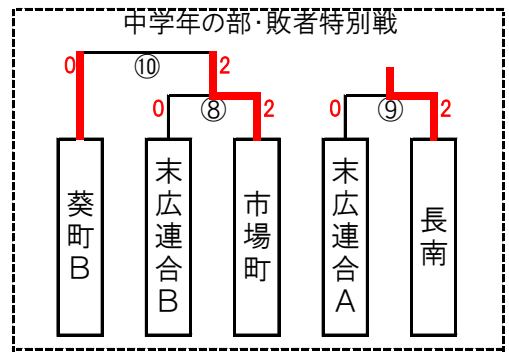 中学年の部・敗者特別戦
0 ⑩ 2
0 ⑧ 2
0 ⑨ 2
葵町B
末広連合B
市場町
末広連合A
長南